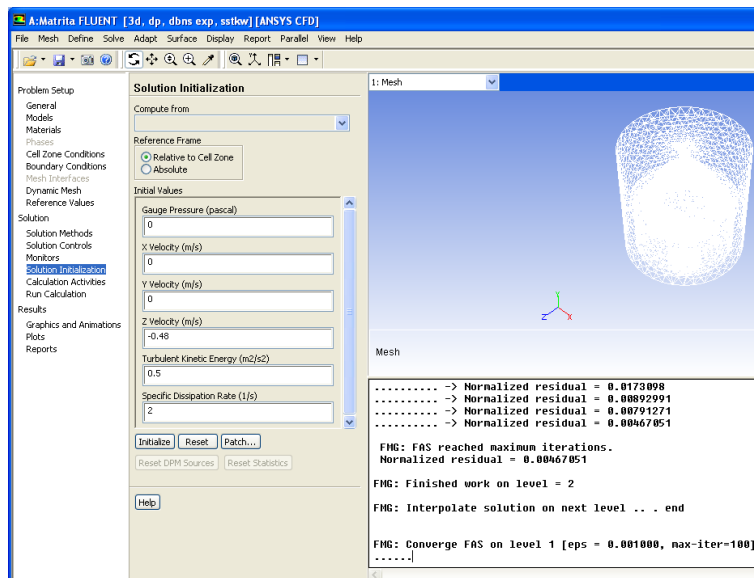 A:Matrita FLUENT [3d, dp, dbns exp, sstkw] [ANSYS CFD]
File Mesh Define Solve Adapt Surface Display Report Parallel View Help
Problem Setup
General
Models
Materials
Phases
Cell Zone Conditions
Boundary Conditions
Mesh Interfaces
Dynamic Mesh
Reference Values
Solution
Solution Methods
Solution Controls
Monitors
Solution Initialization
Calculation Activities
Run Calculation
Results
Graphics and Animations
Plots
Reports
Solution Initialization
Compute from
Reference Frame
Relative to Cell Zone
Absolute
Initial Values
Gauge Pressure (pascal)
0
X Velocity (m/s)
0
Y Velocity (m/s)
0
Z Velocity (m/s)
-0.48
Turbulent Kinetic Energy (m2/s2)
0.5
Specific Dissipation Rate (1/s)
2
Initialize Reset Patch...
Reset DPM Sources Reset Statistics
Help
1: Mesh
Y
Z X
Mesh
.......... -> Normalized residual = 0.0173098
.......... -> Normalized residual = 0.00892991
.......... -> Normalized residual = 0.00791271
.......... -> Normalized residual = 0.00467051
FMG: FAS reached maximum iterations.
Normalized residual = 0.00467051
FMG: Finished work on level = 2
FMG: Interpolate solution on next level .. . end
FMG: Converge FAS on level 1 [eps = 0.001000, max-iter=100]
......